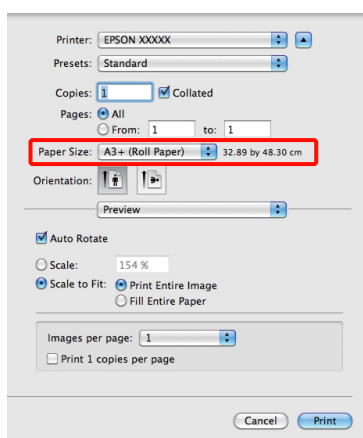 Printer: EPSON XXXXX
Presets: Standard
Copies: 1 Collated
Pages: All
From: 1 to: 1
Paper Size: A3+ (Roll Paper) 32.89 by 48.30 cm
Orientation:
Preview
Auto Rotate
Scale: 154 %
Scale to Fit: Print Entire Image
Fill Entire Paper
Images per page: 1
Print 1 copies per page
Cancel Print